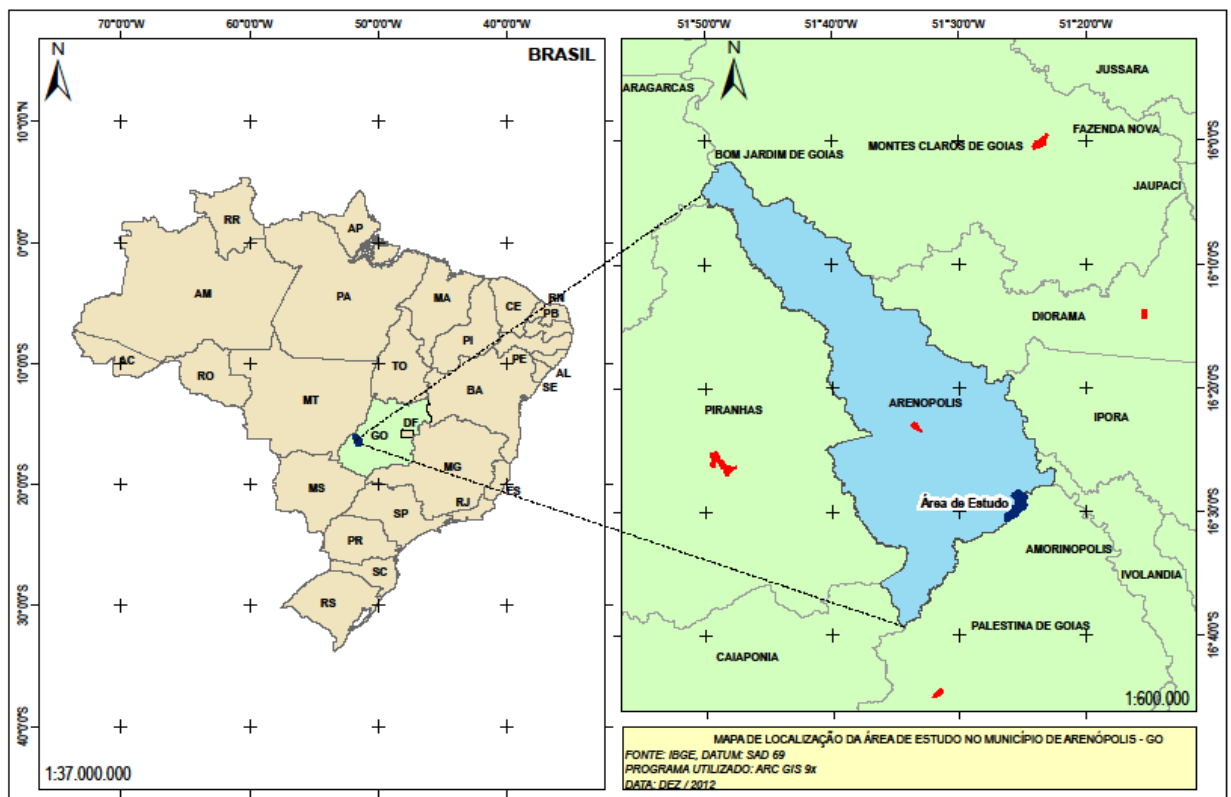 70°0'0"W 60°0'0"W 50°0'0"W 40°0'0"W
N
BRASIL
10°0'0"N
0°0'0"
10°0'0"S
20°0'0"S
30°0'0"S
40°0'0"S
RR
AP
AM
PA
MA
CE
RN
PB
PI
PE
AL
SE
AC
RO
TO
BA
MT
GO
DF
MG
ES
MS
SP
RJ
PR
SC
RS
1:37.000.000
51°50'0"W 51°40'0"W 51°30'0"W 51°20'0"W
N
JUSSARA
ARAGARCAS
FAZENDA NOVA
BOM JARDIM DE GOIAS
MONTES CLAROS DE GOIAS
JAUPACI
DIORAMA
PIRANHAS
ARENOPOLIS
IPORA
Área de Estudo
AMORINOPOLIS
IVOLANDIA
PALESTINA DE GOIAS
CAIAPONIA
1:600.000
16°0'0"S
16°10'0"S
16°20'0"S
16°30'0"S
16°40'0"S
MAPA DE LOCALIZAÇÃO DA ÁREA DE ESTUDO NO MUNICÍPIO DE ARENÓPOLIS - GO
FONTE: IBGE, DATUM: SAD 69
PROGRAMA UTILIZADO: ARC GIS 9x
DATA: DEZ / 2012